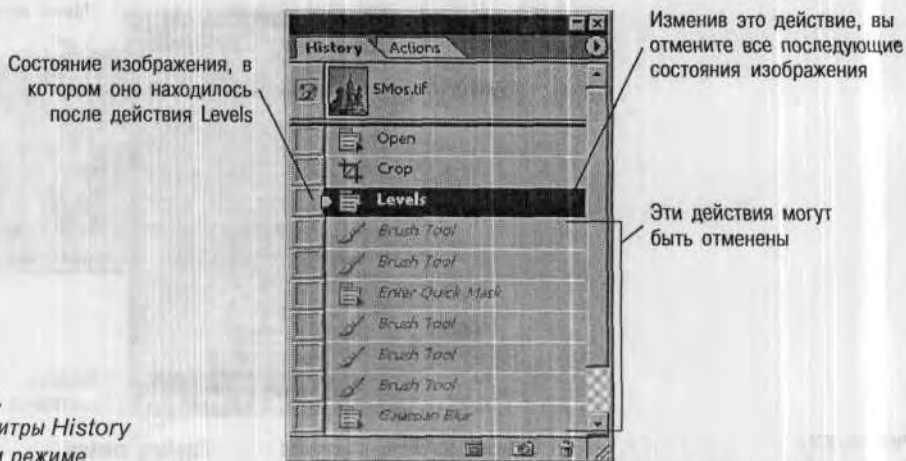 Состояние изображения, в
котором оно находилось
после действия Levels
History Actions
5Mos.tif
Open
Crop
Levels
Brush Tool
Brush Tool
Enter Quick Mask
Brush Tool
Brush Tool
Brush Tool
Gaussian Blur
Изменив это действие, вы
отмените все последующие
состояния изображения
Эти действия могут
быть отменены
итры History
режиме